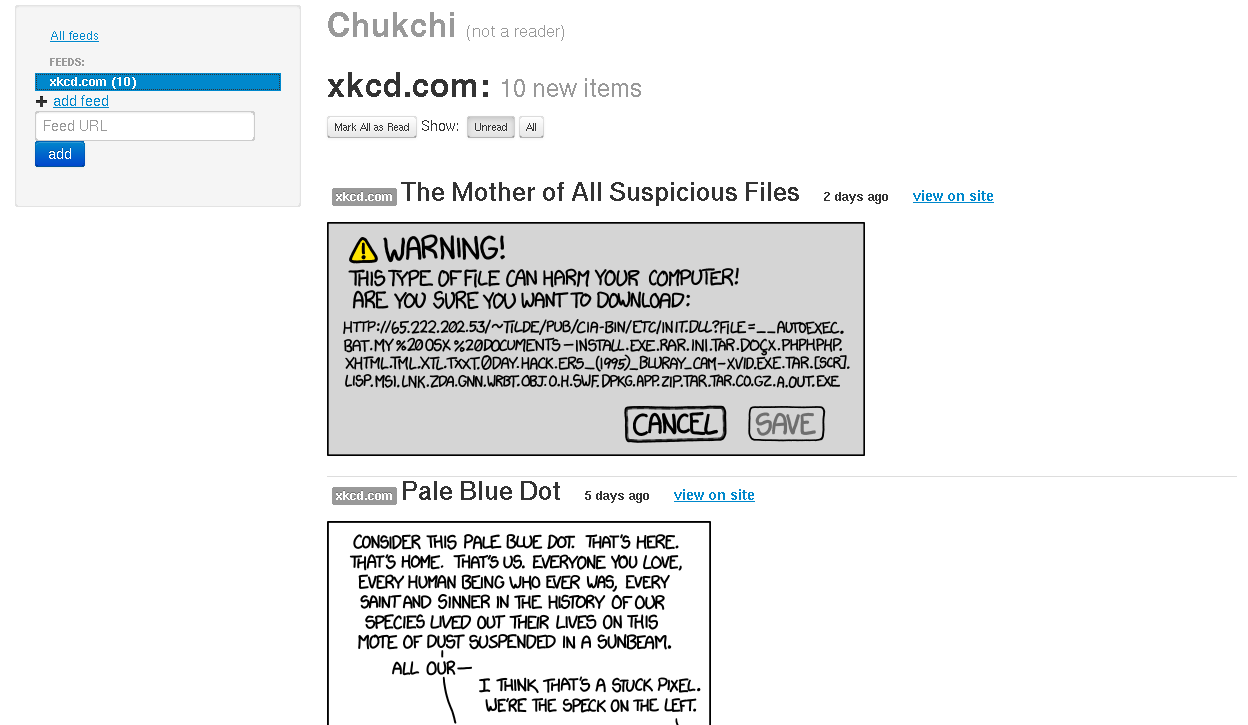 All feeds
FEEDS:
xkcd.com (10)
add feed
Feed URL
add
Chukchi (not a reader)
xkcd.com: 10 new items
Mark All as Read Show: Unread All
xkcd.com The Mother of All Suspicious Files 2 days ago view on site
WARNING!
THIS TYPE OF FILE CAN HARM YOUR COMPUTER!
ARE YOU SURE YOU WANT TO DOWNLOAD:
HTTP://65.222.202.53/~TILDE/PUB/CIA-BIN/ETC/INIT.DLL?FILE=__AUTOEXEC.
BAT.MY%20OSX%20DOCUMENTS-INSTALL.EXE.RAR.INI.TAR.DOÇX.PHPHPHP.
XHTML.TML.XTL.TXXT.0DAY.HACK.ERS_(1995)_BLURAY_CAM-XVID.EXE.TAR.[SCR].
LISP.MSI.LNK.ZDA.GNN.WRBT.OBJ.O.H.SWF.DPKG.APP.ZIP.TAR.TAR.CO.GZ.A.OUT.EXE
CANCEL SAVE
xkcd.com Pale Blue Dot 5 days ago view on site
CONSIDER THIS PALE BLUE DOT. THAT'S HERE.
THAT'S HOME. THAT'S US. EVERYONE YOU LOVE,
EVERY HUMAN BEING WHO EVER WAS, EVERY
SAINT AND SINNER IN THE HISTORY OF OUR
SPECIES LIVED OUT THEIR LIVES ON THIS
MOTE OF DUST SUSPENDED IN A SUNBEAM.
ALL OUR—
I THINK THAT'S A STUCK PIXEL.
WE'RE THE SPECK ON THE LEFT.